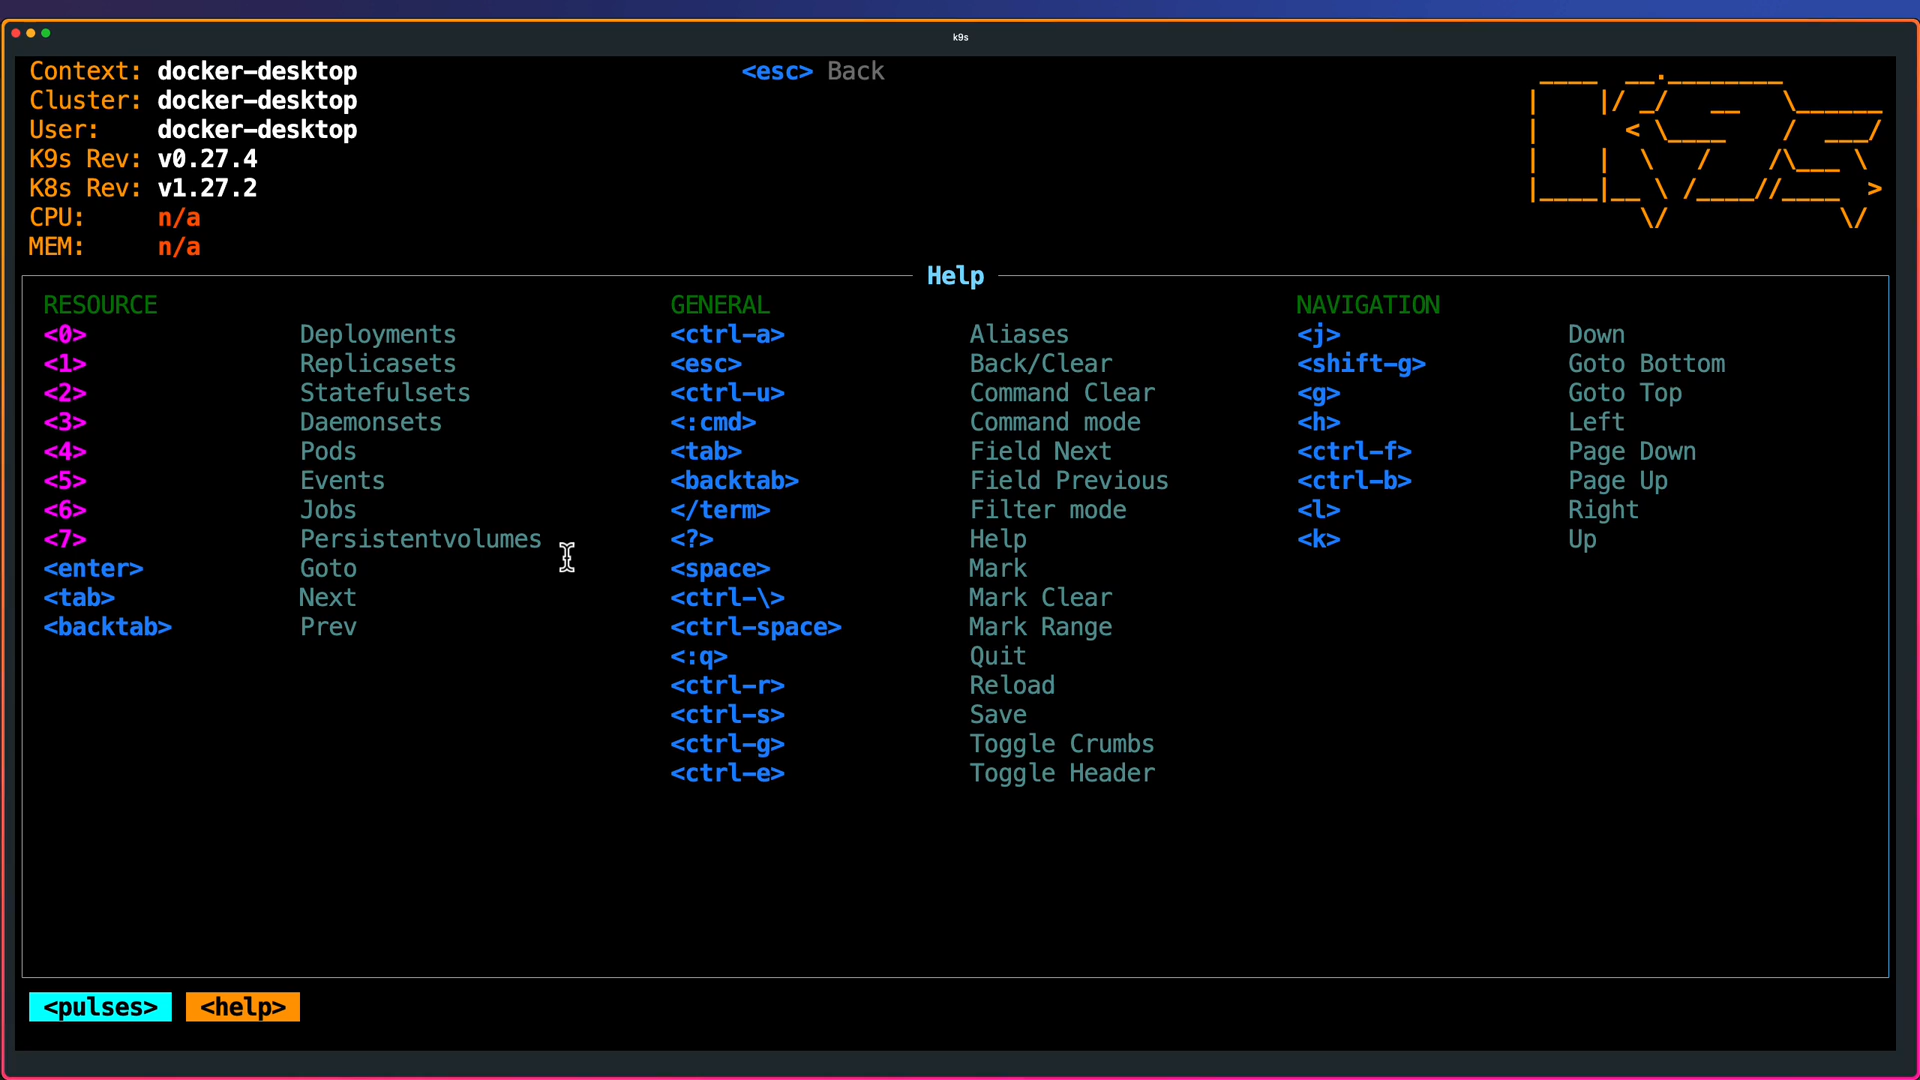 k9s
Context: docker-desktop
<esc> Back
Cluster: docker-desktop
User: docker-desktop
K9s Rev: v0.27.4
K8s Rev: v1.27.2
CPU: n/a
MEM: n/a
Help
RESOURCE
<0> Deployments
<1> Replicasets
<2> Statefulsets
<3> Daemonsets
<4> Pods
<5> Events
<6> Jobs
<7> Persistentvolumes
<enter> Goto
<tab> Next
<backtab> Prev
GENERAL
<ctrl-a> Aliases
<esc> Back/Clear
<ctrl-u> Command Clear
<:cmd> Command mode
<tab> Field Next
<backtab> Field Previous
</term> Filter mode
<?> Help
<space> Mark
<ctrl-\> Mark Clear
<ctrl-space> Mark Range
<:q> Quit
<ctrl-r> Reload
<ctrl-s> Save
<ctrl-g> Toggle Crumbs
<ctrl-e> Toggle Header
NAVIGATION
<j> Down
<shift-g> Goto Bottom
<g> Goto Top
<h> Left
<ctrl-f> Page Down
<ctrl-b> Page Up
<l> Right
<k> Up
<pulses> <help>